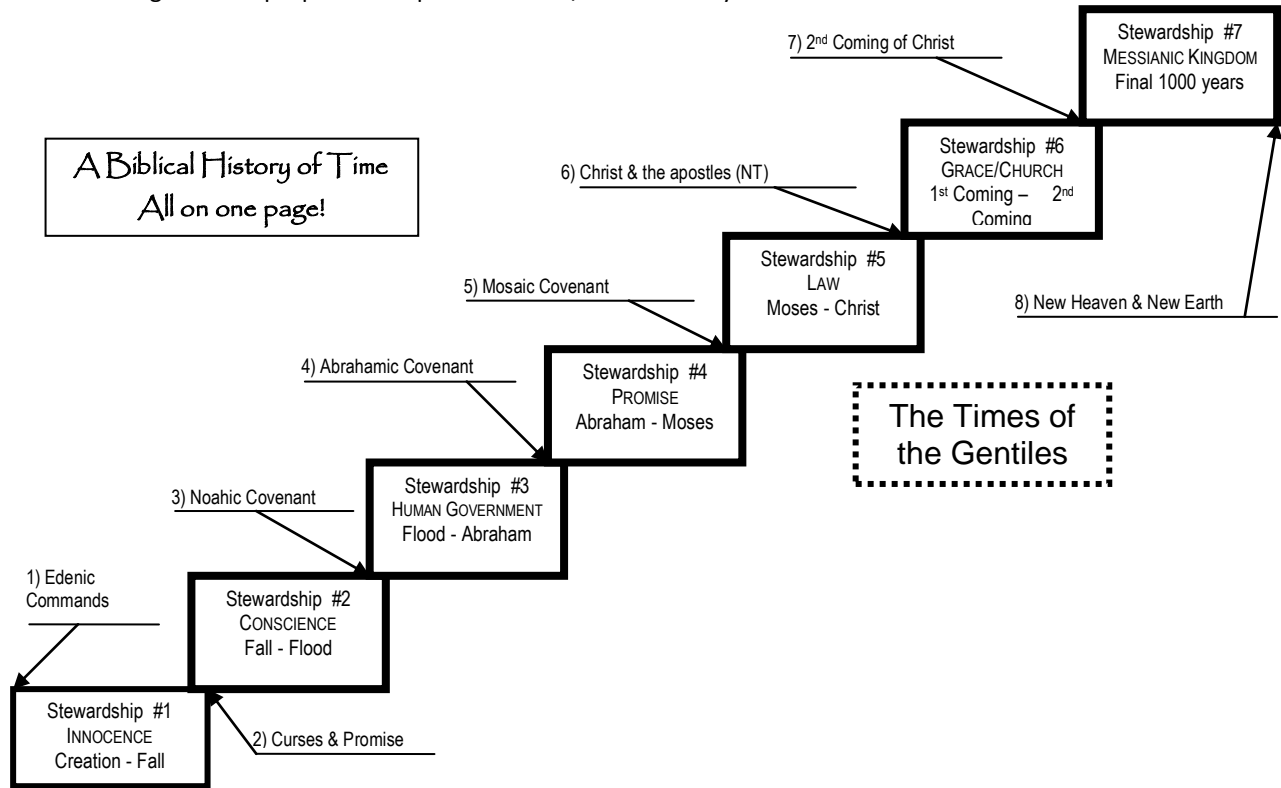 7) 2nd Coming of Christ
Stewardship #7
MESSIANIC KINGDOM
Final 1000 years
A Biblical History of Time
All on one page!
6) Christ & the apostles (NT)
Stewardship #6
GRACE/CHURCH
1st Coming – 2nd
Coming
5) Mosaic Covenant
Stewardship #5
LAW
Moses - Christ
8) New Heaven & New Earth
4) Abrahamic Covenant
Stewardship #4
PROMISE
Abraham - Moses
The Times of
the Gentiles
3) Noahic Covenant
Stewardship #3
HUMAN GOVERNMENT
Flood - Abraham
1) Edenic
Commands
Stewardship #2
CONSCIENCE
Fall - Flood
Stewardship #1
INNOCENCE
Creation - Fall
2) Curses & Promise